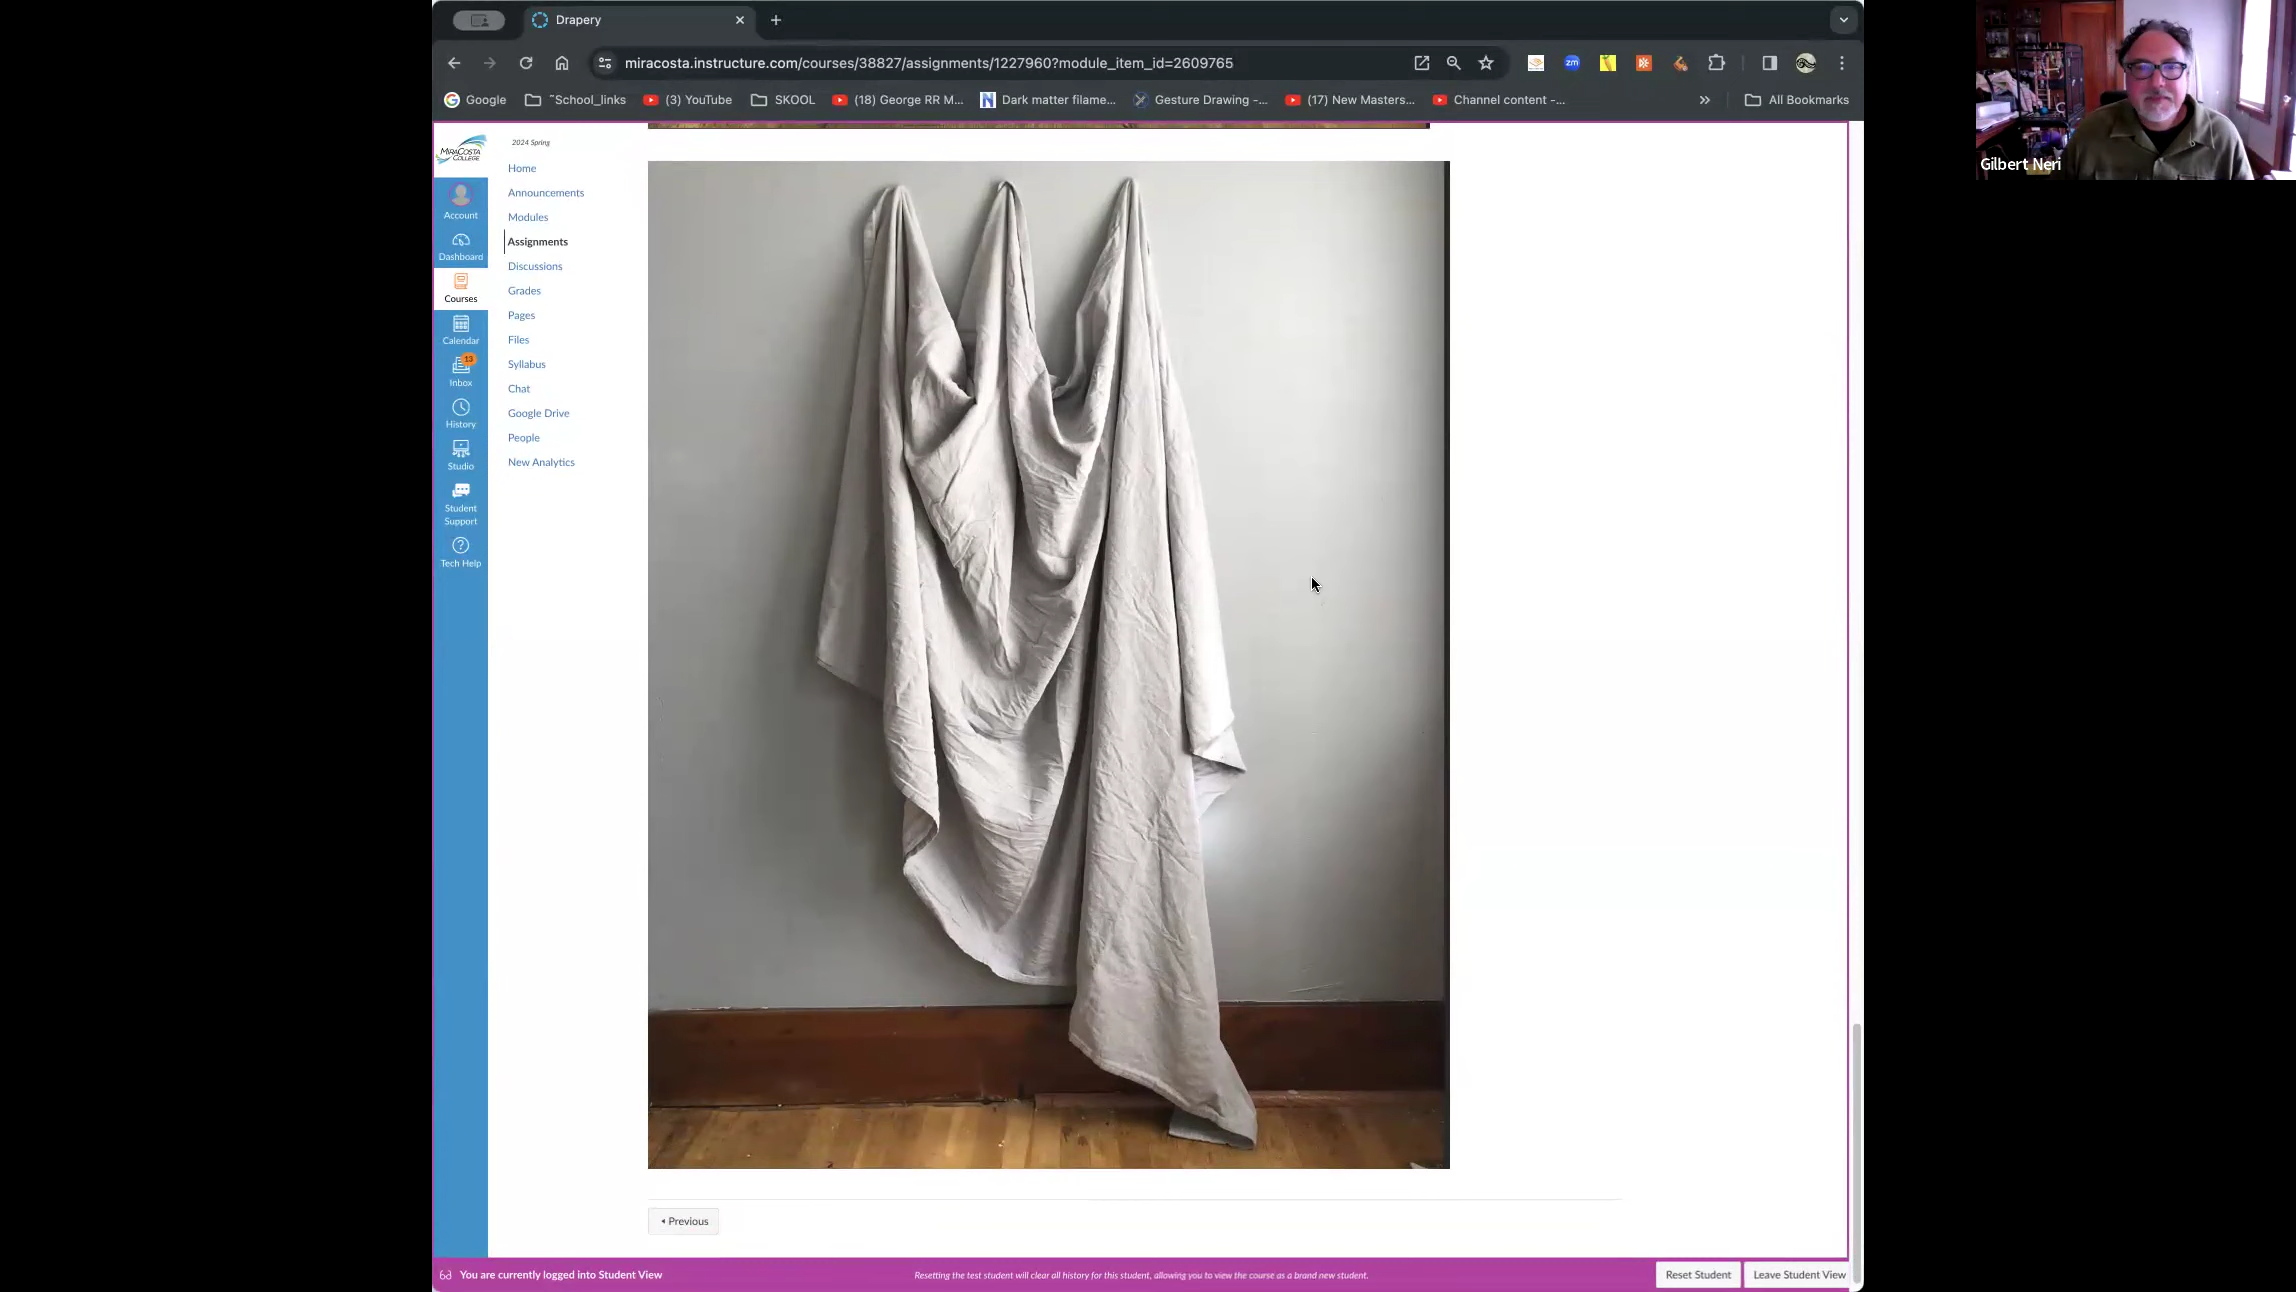 Drapery
miracosta.instructure.com/courses/38827/assignments/1227960?module_item_id=2609765
zm
Google
~School_links
(3) YouTube
SKOOL
(18) George RR M...
N
Dark matter filame...
Gesture Drawing -...
(17) New Masters...
Channel content -...
»
All Bookmarks
Gilbert Neri
MIRACOSTA
COLLEGE
Account
Dashboard
Courses
Calendar
13
Inbox
History
Studio
Student
Support
Tech Help
2024 Spring
Home
Announcements
Modules
Assignments
Discussions
Grades
Pages
Files
Syllabus
Chat
Google Drive
People
New Analytics
Previous
You are currently logged into Student View
Resetting the test student will clear all history for this student, allowing you to view the course as a brand new student.
Reset Student
Leave Student View